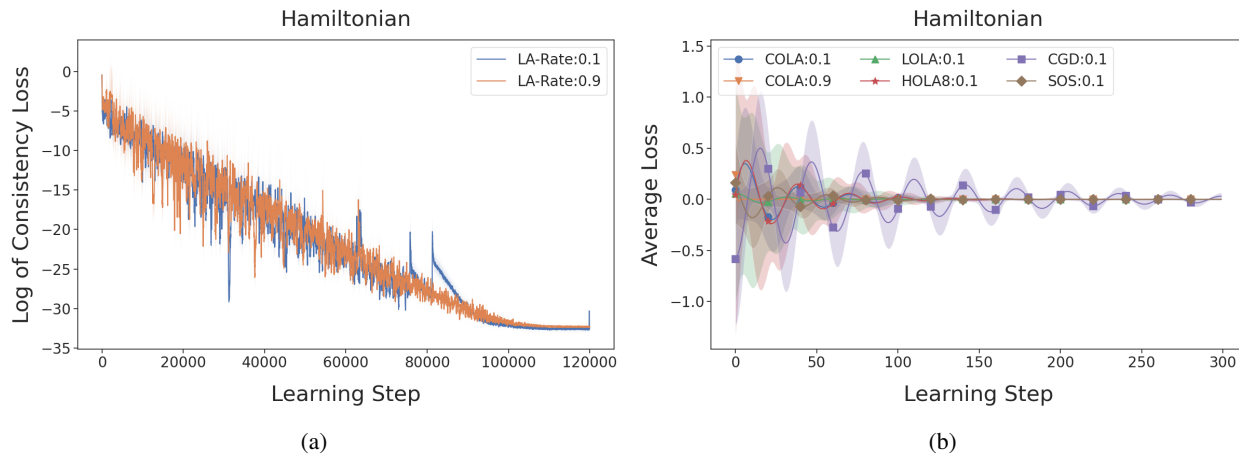 Hamiltonian
Log of Consistency Loss
0
−5
−10
−15
−20
−25
−30
−35
LA-Rate:0.1
LA-Rate:0.9
0 20000 40000 60000 80000 100000 120000
Learning Step
(a)
Hamiltonian
Average Loss
1.5
1.0
0.5
0.0
−0.5
−1.0
COLA:0.1 LOLA:0.1 CGD:0.1
COLA:0.9 HOLA8:0.1 SOS:0.1
0 50 100 150 200 250 300
Learning Step
(b)